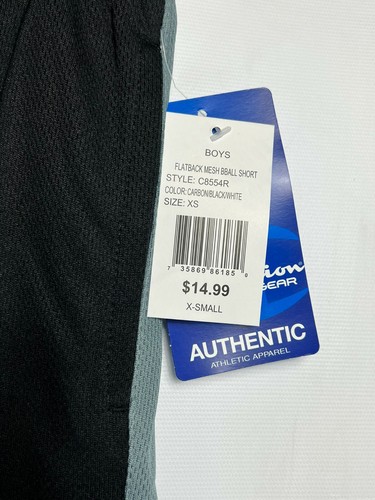 BOYS
FLATBACK MESH BBALL SHORT
STYLE: C8554R
COLOR: CARBON/BLACK/WHITE
SIZE: XS
7 35869 86185 0
$14.99
X-SMALL
GEAR
AUTHENTIC
ATHLETIC APPAREL